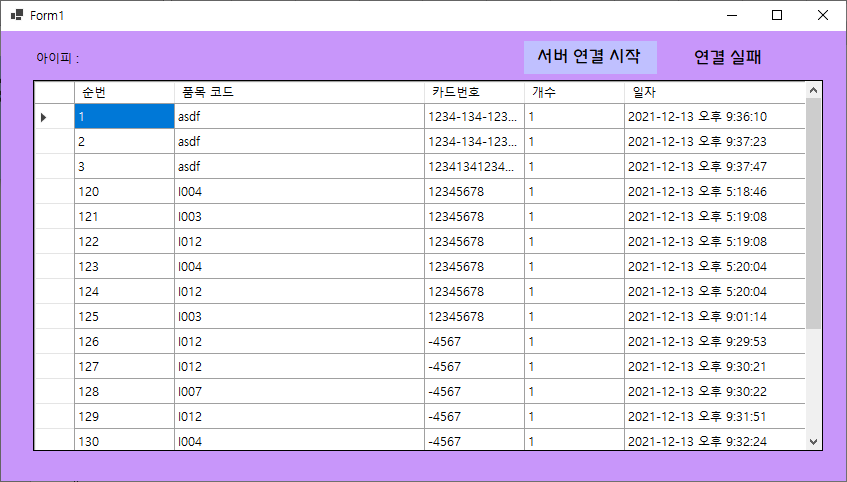 Form1
아이피 : 서버 연결 시작 연결 실패
순번 품목 코드 카드번호 개수 일자
1 asdf 1234-134-123... 1 2021-12-13 오후 9:36:10
2 asdf 1234-134-123... 1 2021-12-13 오후 9:37:23
3 asdf 12341341234... 1 2021-12-13 오후 9:37:47
120 I004 12345678 1 2021-12-13 오후 5:18:46
121 I003 12345678 1 2021-12-13 오후 5:19:08
122 I012 12345678 1 2021-12-13 오후 5:19:08
123 I004 12345678 1 2021-12-13 오후 5:20:04
124 I012 12345678 1 2021-12-13 오후 5:20:04
125 I003 12345678 1 2021-12-13 오후 9:01:14
126 I012 -4567 1 2021-12-13 오후 9:29:53
127 I012 -4567 1 2021-12-13 오후 9:30:21
128 I007 -4567 1 2021-12-13 오후 9:30:22
129 I012 -4567 1 2021-12-13 오후 9:31:51
130 I004 -4567 1 2021-12-13 오후 9:32:24